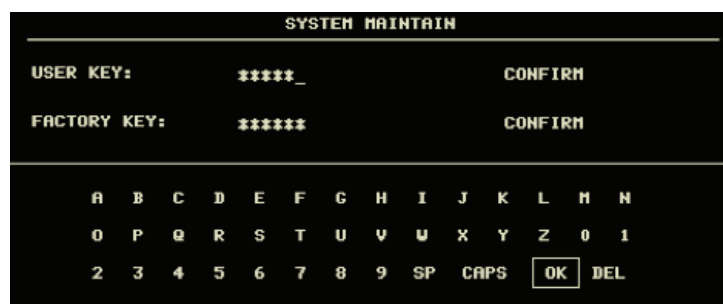 SYSTEM MAINTAIN
USER KEY: *****_ CONFIRM
FACTORY KEY: ****** CONFIRM
A B C D E F G H I J K L M N
O P Q R S T U V W X Y Z 0 1
2 3 4 5 6 7 8 9 SP CAPS OK DEL